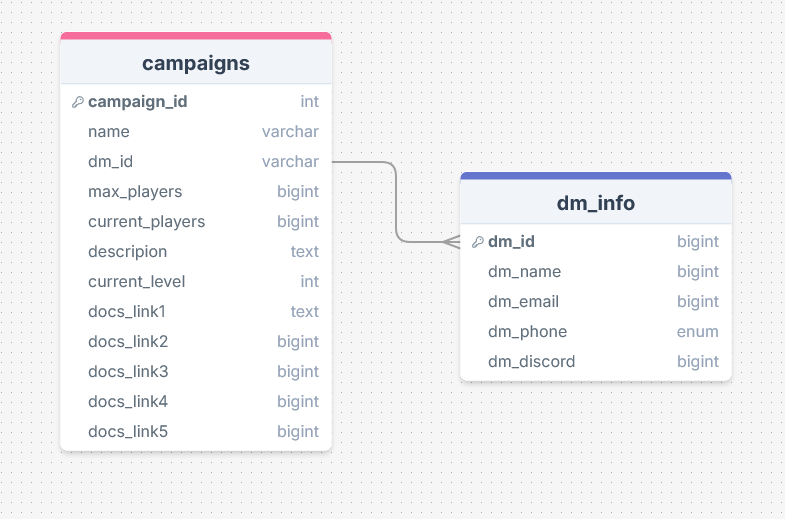 campaigns
campaign_id int
name varchar
dm_id varchar
max_players bigint
current_players bigint
descripion text
current_level int
docs_link1 text
docs_link2 bigint
docs_link3 bigint
docs_link4 bigint
docs_link5 bigint
dm_info
dm_id bigint
dm_name bigint
dm_email bigint
dm_phone enum
dm_discord bigint